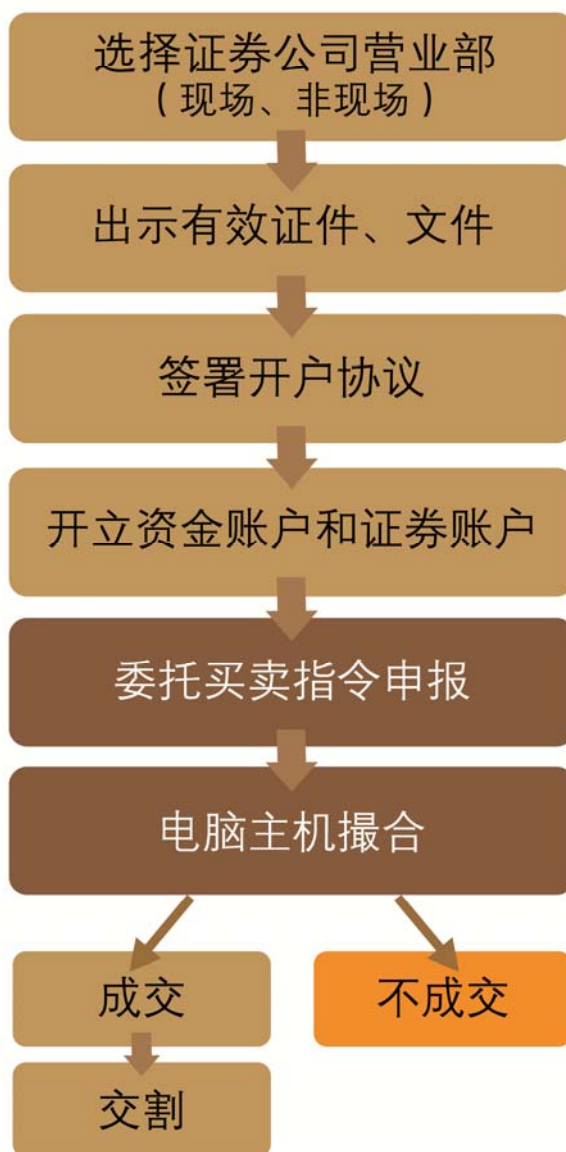 选择证券公司营业部
（现场、非现场）
出示有效证件、文件
签署开户协议
开立资金账户和证券账户
委托买卖指令申报
电脑主机撮合
成交
不成交
交割